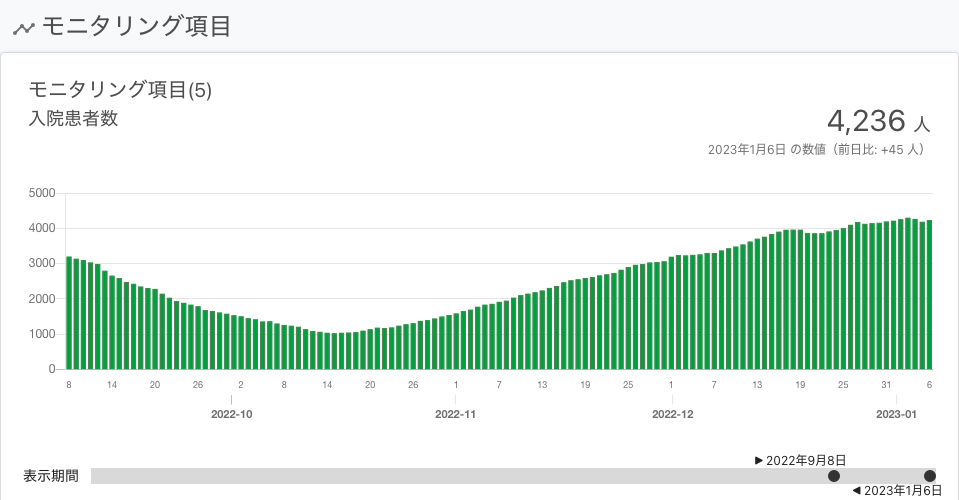 モニタリング項目
モニタリング項目(5)
入院患者数
4,236 人
2023年1月6日 の数値（前日比: +45 人）
5000
4000
3000
2000
1000
0
8 14 20 26 2 8 14 20 26 1 7 13 19 25 1 7 13 19 25 31 6
2022-10 2022-11 2022-12 2023-01
2022年9月8日
表示期間
2023年1月6日